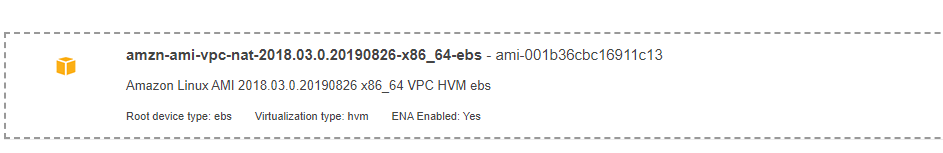 amzn-ami-vpc-nat-2018.03.0.20190826-x86_64-ebs - ami-001b36cbc16911c13
Amazon Linux AMI 2018.03.0.20190826 x86_64 VPC HVM ebs
Root device type: ebs Virtualization type: hvm ENA Enabled: Yes